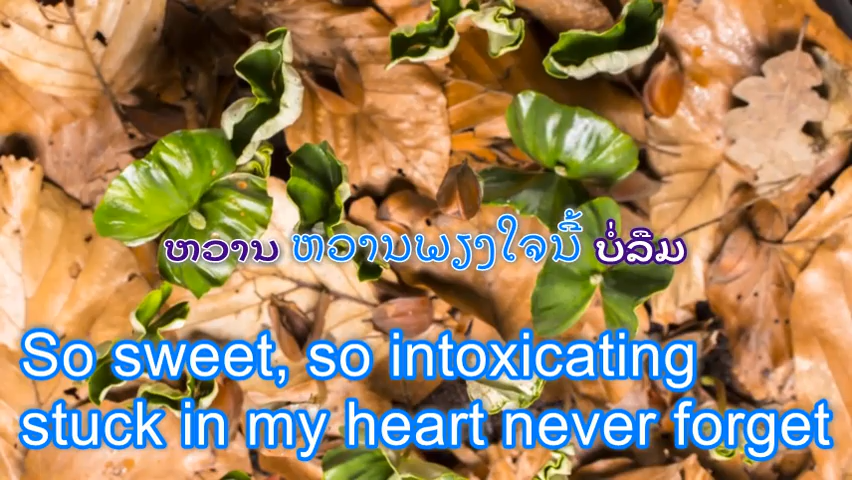 ຫວານ ຫວານພຽງໃຈນີ້ ບໍ່ລືມ
So sweet, so intoxicating
stuck in my heart never forget